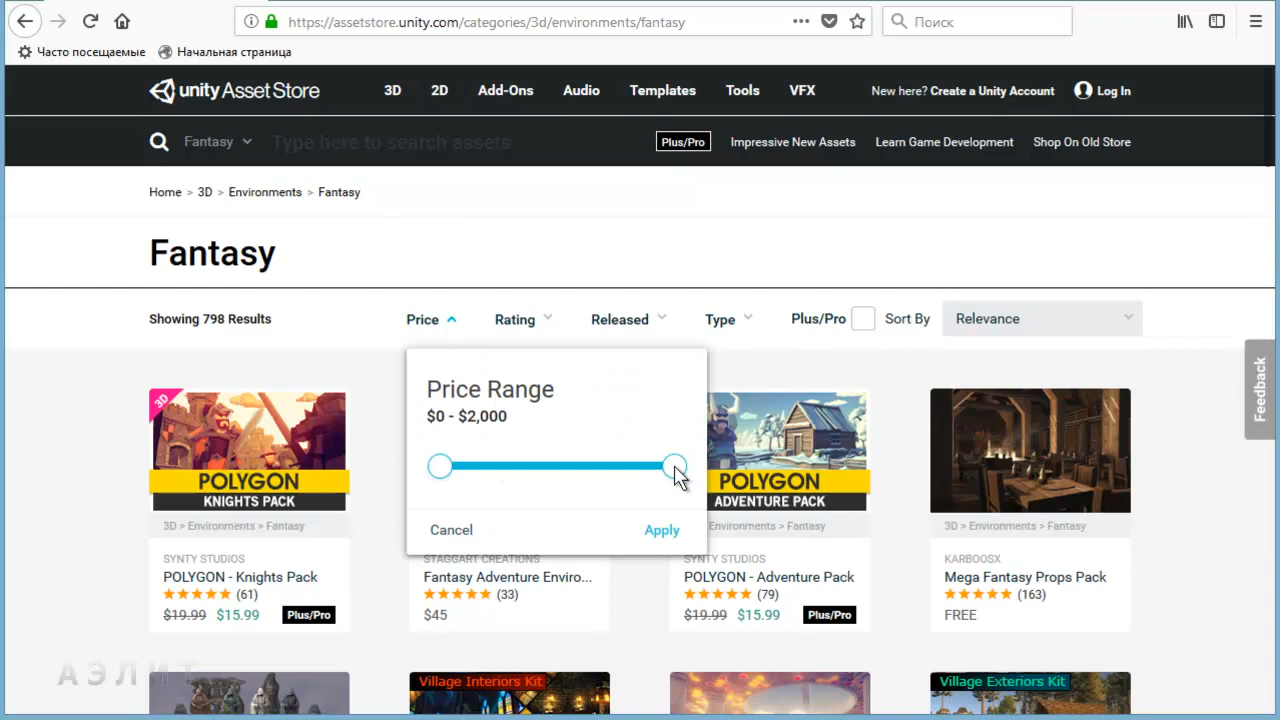 https://assetstore.unity.com/categories/3d/environments/fantasy
Поиск
Часто посещаемые
Начальная страница
unity Asset Store
3D
2D
Add-Ons
Audio
Templates
Tools
VFX
New here? Create a Unity Account
Log In
Fantasy
Type here to search assets
Plus/Pro
Impressive New Assets
Learn Game Development
Shop On Old Store
Home > 3D > Environments > Fantasy
Fantasy
Showing 798 Results
Price
Rating
Released
Type
Plus/Pro
Sort By
Relevance
Feedback
Price Range
$0 - $2,000
Cancel
Apply
3D
POLYGON
KNIGHTS PACK
3D > Environments > Fantasy
SYNTY STUDIOS
POLYGON - Knights Pack
(61)
$19.99 $15.99
Plus/Pro
STAGGART CREATIONS
Fantasy Adventure Enviro...
(33)
$45
POLYGON
ADVENTURE PACK
Environments > Fantasy
SYNTY STUDIOS
POLYGON - Adventure Pack
(79)
$19.99 $15.99
Plus/Pro
3D > Environments > Fantasy
KARBOOSX
Mega Fantasy Props Pack
(163)
FREE
АЭЛИТ
Village Interiors Kit
Village Exteriors Kit